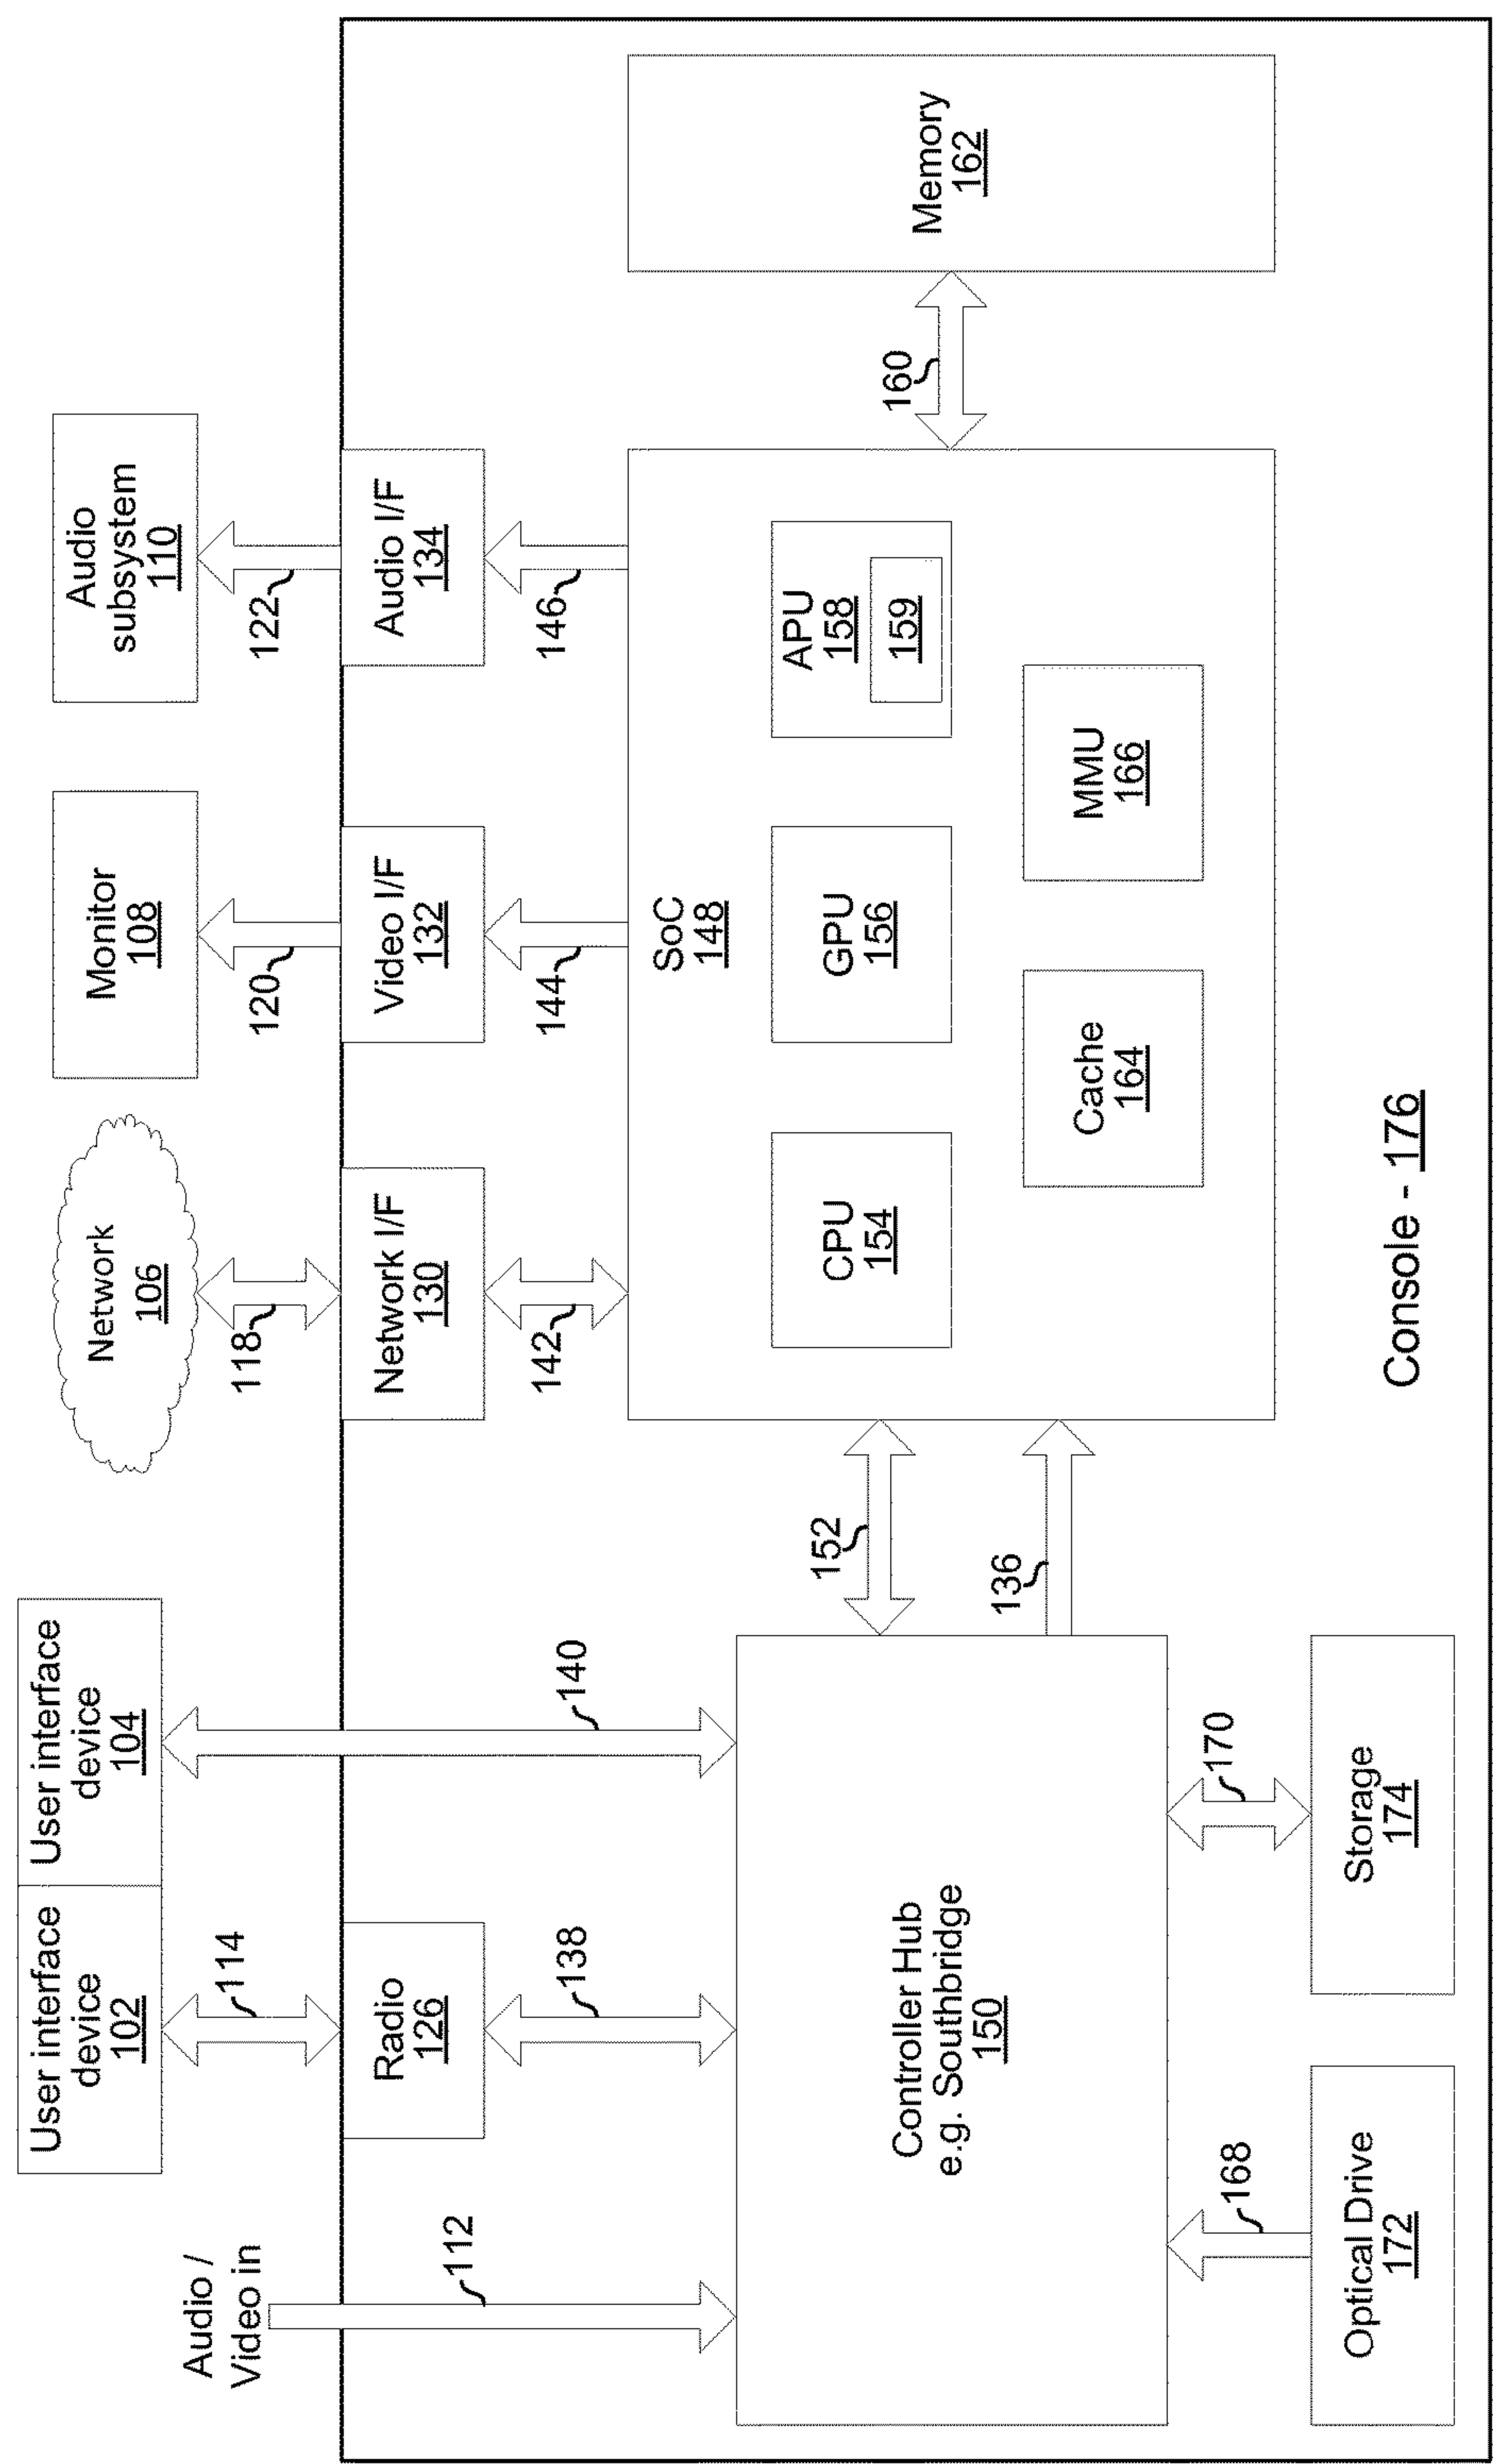 Audio /
Video in
112
User interface
device
102
114
User interface
device
104
Radio
126
138
140
Network
106
118
Network I/F
130
142
Monitor
108
120
Video I/F
132
144
Audio
subsystem
110
122
Audio I/F
134
146
Controller Hub
e.g. Southbridge
150
152
136
SoC
148
CPU
154
GPU
156
APU
158
159
Cache
164
MMU
166
160
Memory
162
168
Optical Drive
172
170
Storage
174
Console - 176